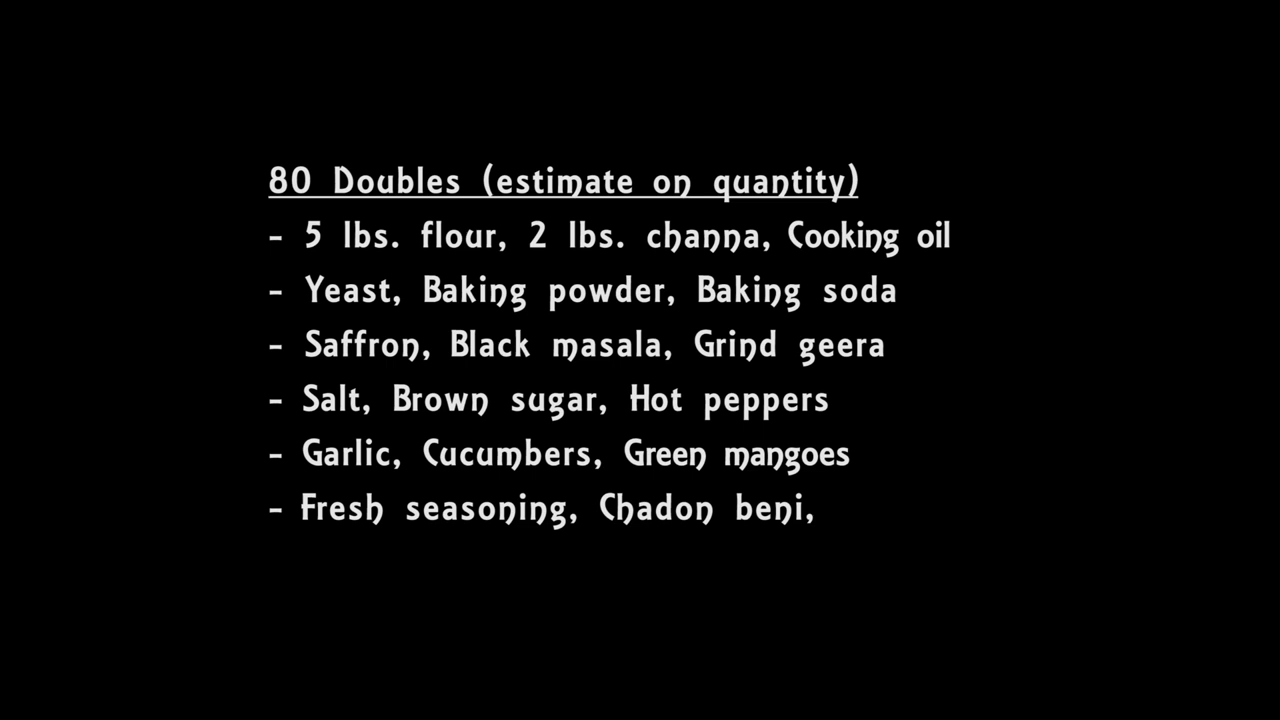 80 Doubles (estimate on quantity)
- 5 lbs. flour, 2 lbs. channa, Cooking oil
- Yeast, Baking powder, Baking soda
- Saffron, Black masala, Grind geera
- Salt, Brown sugar, Hot peppers
- Garlic, Cucumbers, Green mangoes
- Fresh seasoning, Chadon beni,